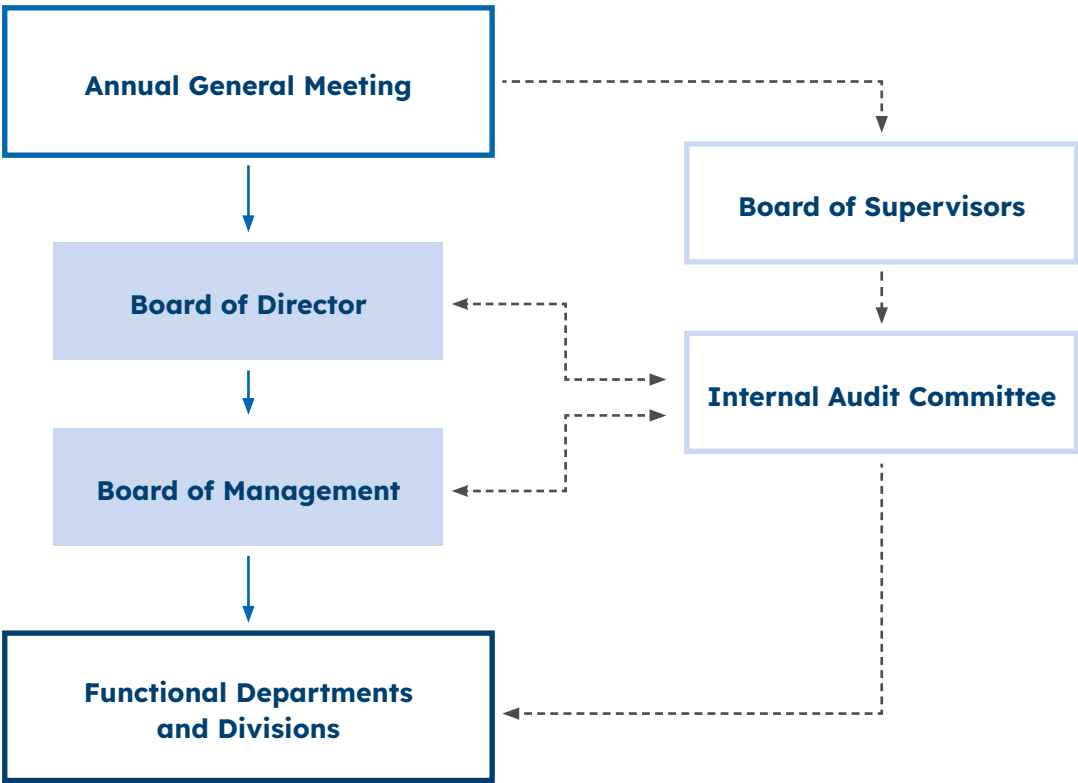 Annual General Meeting
Board of Supervisors
Board of Director
Internal Audit Committee
Board of Management
Functional Departments
and Divisions